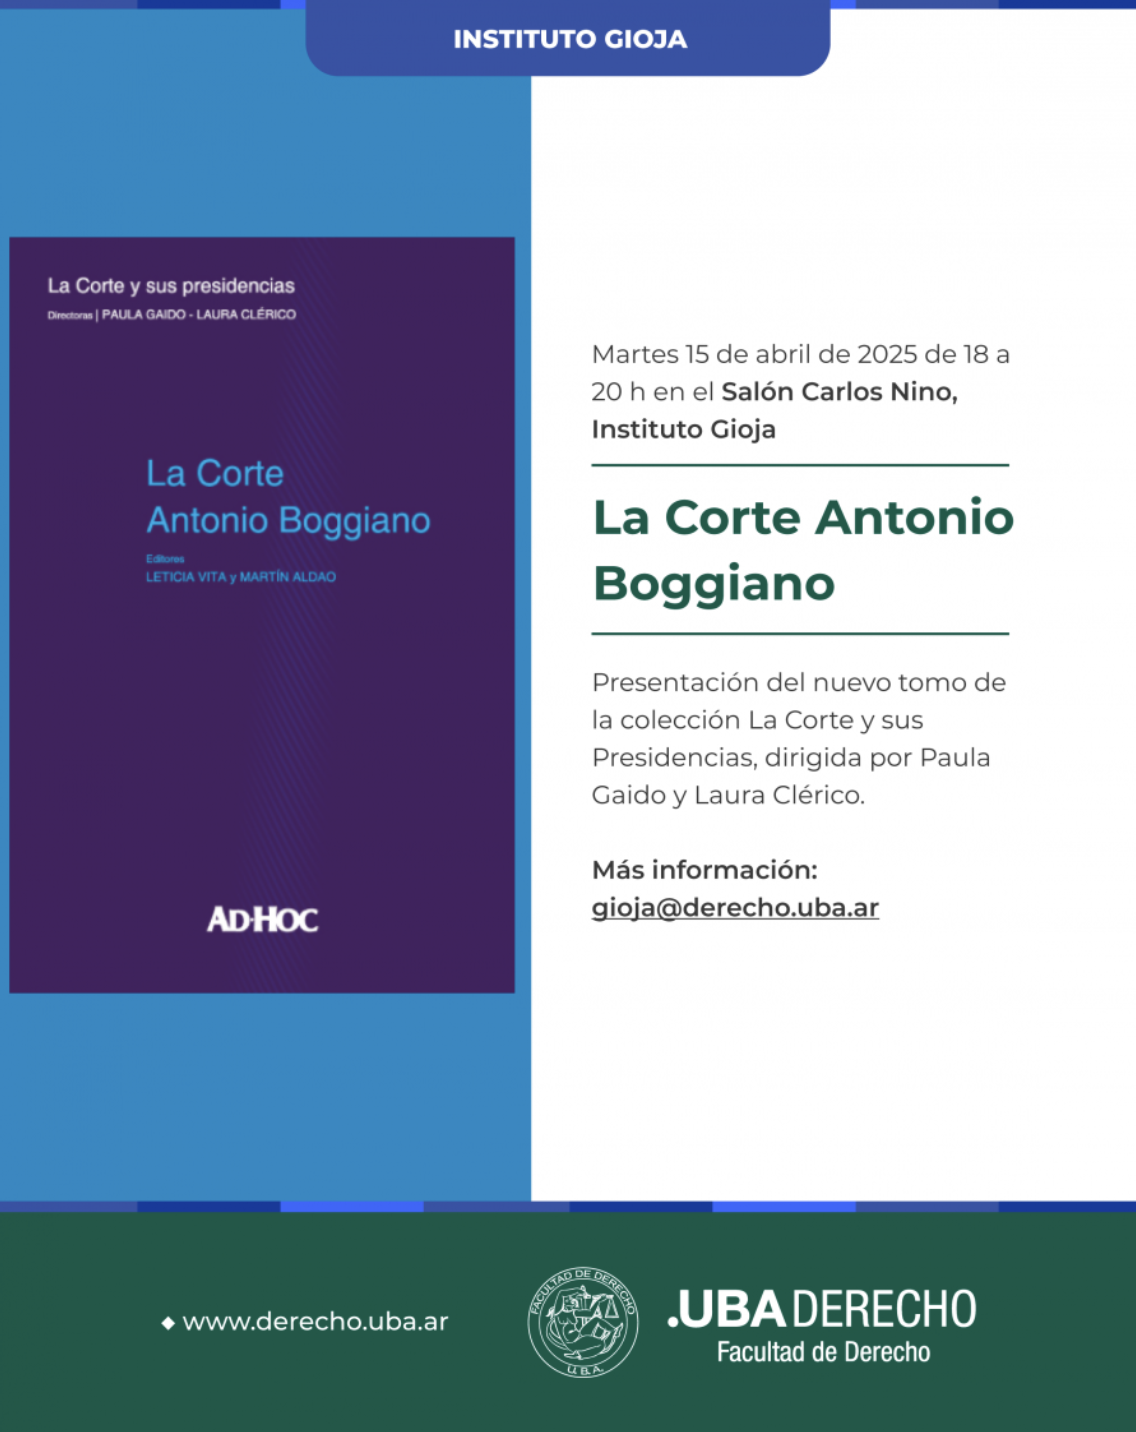 INSTITUTO GIOJA
La Corte y sus presidencias
Directoras | PAULA GAIDO - LAURA CLÉRICO
La Corte
Antonio Boggiano
Editores
LETICIA VITA y MARTÍN ALDAO
AD-HOC
Martes 15 de abril de 2025 de 18 a
20 h en el Salón Carlos Nino,
Instituto Gioja
La Corte Antonio
Boggiano
Presentación del nuevo tomo de
la colección La Corte y sus
Presidencias, dirigida por Paula
Gaido y Laura Clérico.
Más información:
gioja@derecho.uba.ar
◆ www.derecho.uba.ar
FACULTAD DE DERECHO
U.B.A.
.UBADERECHO
Facultad de Derecho